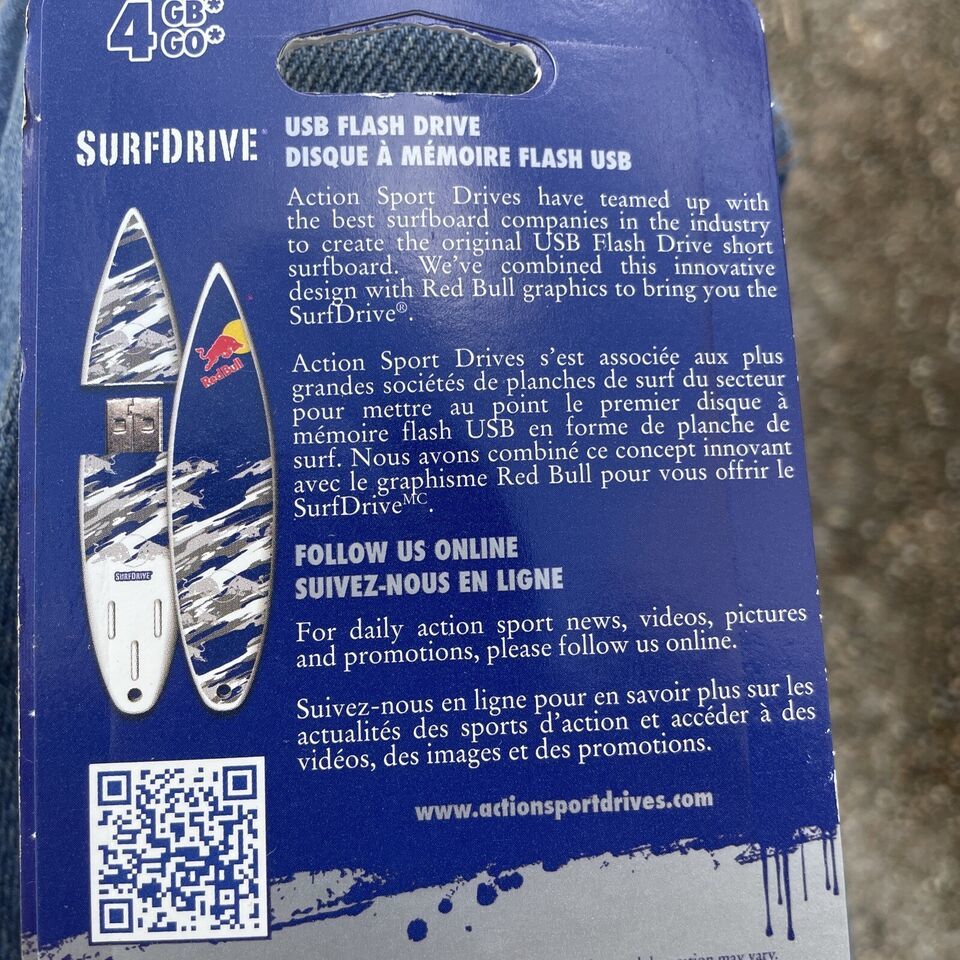 4 GB*
GO*
SURFDRIVE
USB FLASH DRIVE
DISQUE À MÉMOIRE FLASH USB
Action Sport Drives have teamed up with
the best surfboard companies in the industry
to create the original USB Flash Drive short
surfboard. We've combined this innovative
design with Red Bull graphics to bring you the
SurfDrive®.
Action Sport Drives s'est associée aux plus
grandes sociétés de planches de surf du secteur
pour mettre au point le premier disque à
mémoire flash USB en forme de planche de
surf. Nous avons combiné ce concept innovant
avec le graphisme Red Bull pour vous offrir le
SurfDriveMC.
RedBull
SURFDRIVE
FOLLOW US ONLINE
SUIVEZ-NOUS EN LIGNE
For daily action sport news, videos, pictures
and promotions, please follow us online.
Suivez-nous en ligne pour en savoir plus sur les
actualités des sports d'action et accéder à des
vidéos, des images et des promotions.
www.actionsportdrives.com
may vary.